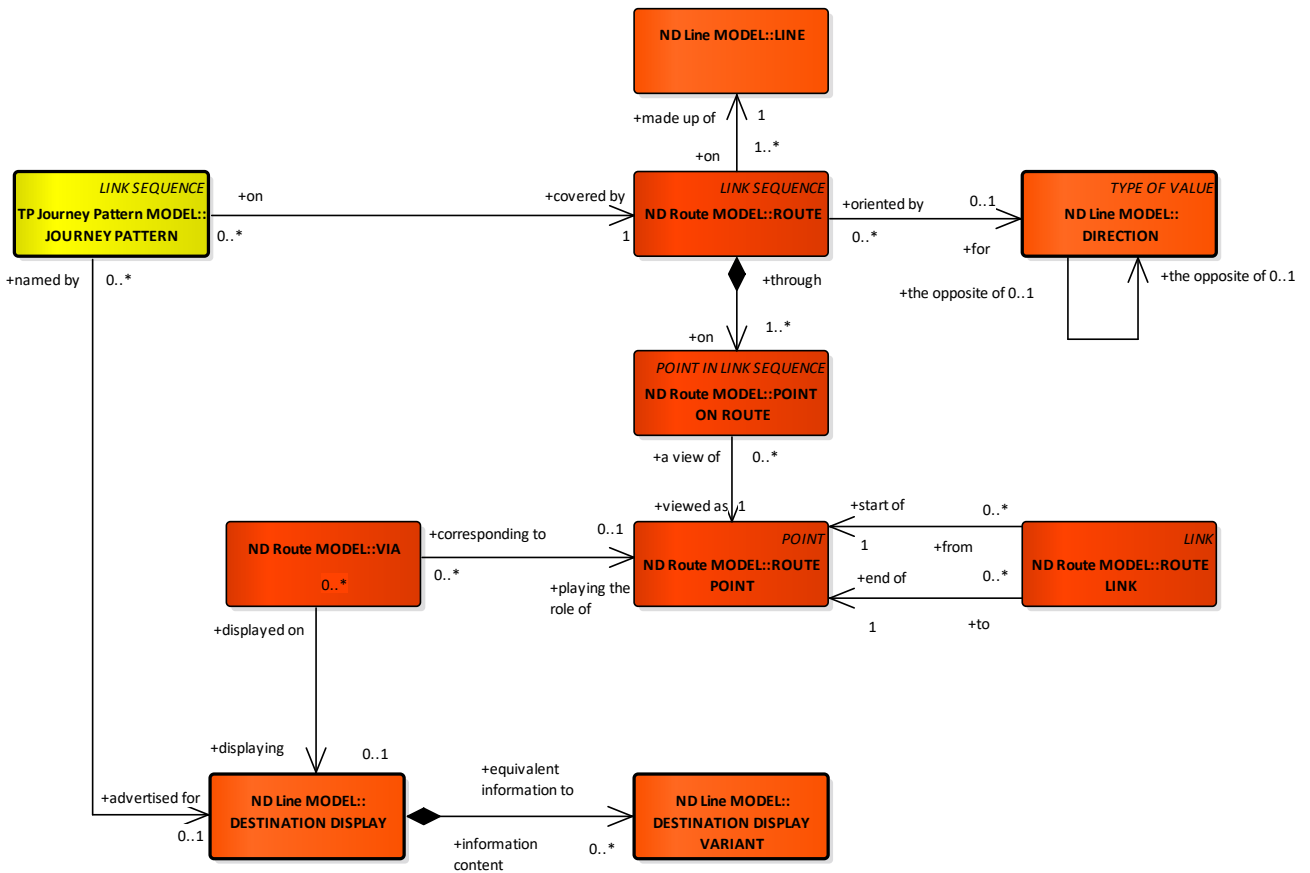 ND Line MODEL::LINE
+made up of
1
1..*
+on
LINK SEQUENCE
TP Journey Pattern MODEL::
JOURNEY PATTERN
+on
0..*
+covered by
1
LINK SEQUENCE
ND Route MODEL::ROUTE
+oriented by
0..*
0..1
+for
TYPE OF VALUE
ND Line MODEL::
DIRECTION
+the opposite of 0..1
+the opposite of 0..1
+named by
0..*
+through
+on
1..*
POINT IN LINK SEQUENCE
ND Route MODEL::POINT
ON ROUTE
+a view of
0..*
+viewed as
1
ND Route MODEL::VIA
0..*
+corresponding to
0..*
0..1
+playing the
role of
POINT
ND Route MODEL::ROUTE
POINT
+start of
0..*
1
+from
+end of
0..*
1
+to
LINK
ND Route MODEL::ROUTE
LINK
+displayed on
+displaying
0..1
+advertised for
0..1
ND Line MODEL::
DESTINATION DISPLAY
+equivalent
information to
+information
content
0..*
ND Line MODEL::
DESTINATION DISPLAY
VARIANT